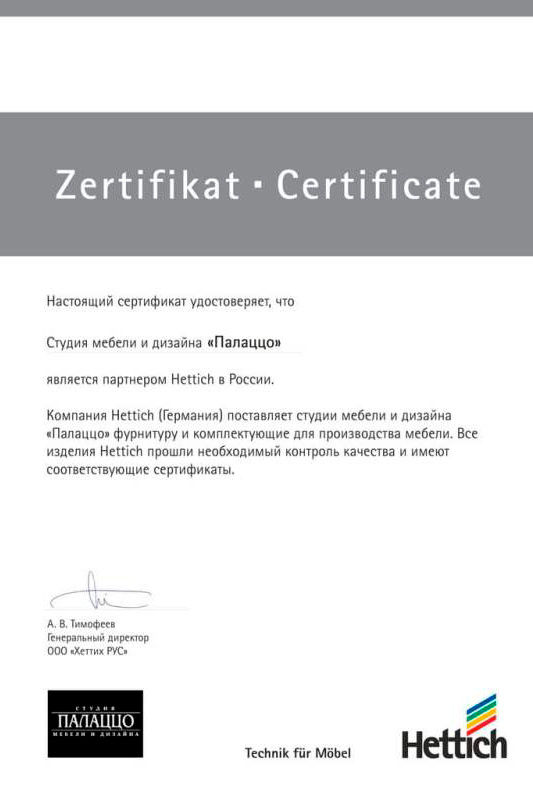 Zertifikat · Certificate
Настоящий сертификат удостоверяет, что
Студия мебели и дизайна «Палаццо»
является партнером Hettich в России.
Компания Hettich (Германия) поставляет студии мебели и дизайна
«Палаццо» фурнитуру и комплектующие для производства мебели. Все
изделия Hettich прошли необходимый контроль качества и имеют
соответствующие сертификаты.
А. В. Тимофеев
Генеральный директор
ООО «Хеттих РУС»
СТУДИЯ
ПАЛАЦЦО
МЕБЕЛИ И ДИЗАЙНА
Technik für Möbel
Hettich